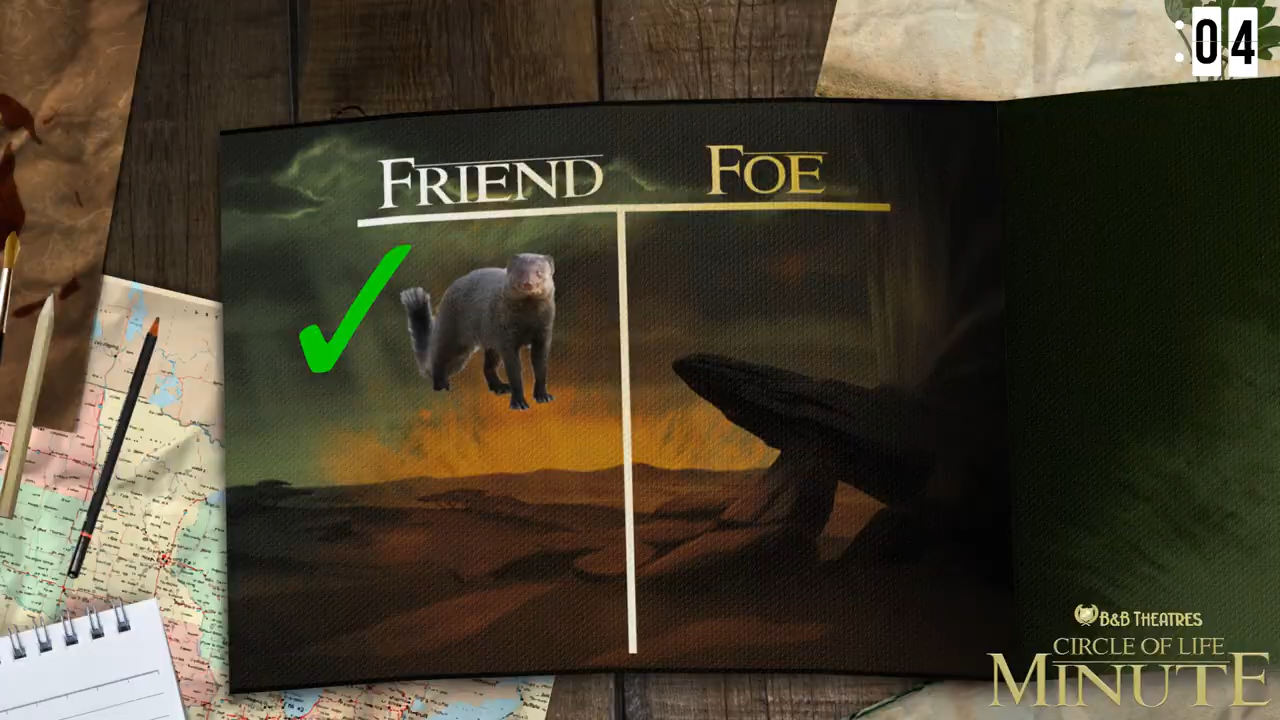 :04
FRIEND FOE
B&B THEATRES
CIRCLE OF LIFE
MINUTE